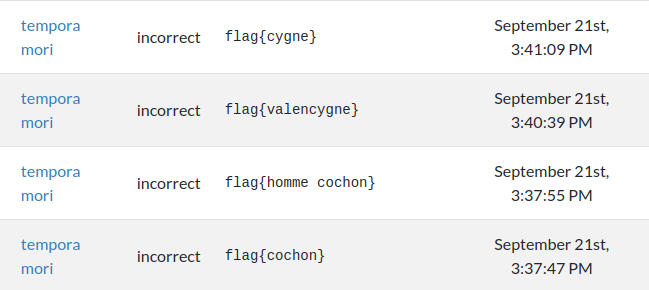 tempora mori incorrect flag{cygne} September 21st, 3:41:09 PM
tempora mori incorrect flag{valencygne} September 21st, 3:40:39 PM
tempora mori incorrect flag{homme cochon} September 21st, 3:37:55 PM
tempora mori incorrect flag{cochon} September 21st, 3:37:47 PM